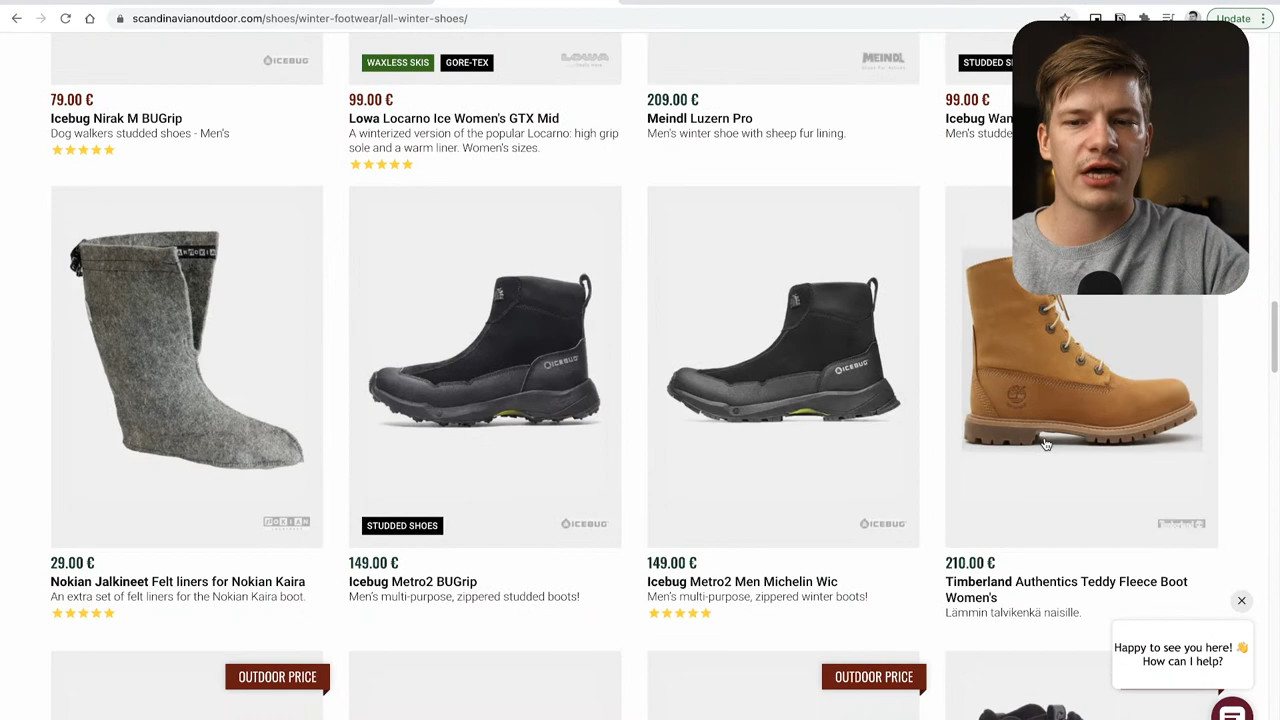 scandinavianoutdoor.com/shoes/winter-footwear/all-winter-shoes/
Update
ICEBUG
WAXLESS SKIS
GORE-TEX
LOWA
MEINDL
STUDDED S
79.00 €
Icebug Nirak M BUGrip
Dog walkers studded shoes - Men's
99.00 €
Lowa Locarno Ice Women's GTX Mid
A winterized version of the popular Locarno: high grip
sole and a warm liner. Women's sizes.
209.00 €
Meindl Luzern Pro
Men's winter shoe with sheep fur lining.
99.00 €
Icebug Wan
Men's studde
NOKIAN
STUDDED SHOES
ICEBUG
ICEBUG
ICEBUG
ICEBUG
Timberland
29.00 €
Nokian Jalkineet Felt liners for Nokian Kaira
An extra set of felt liners for the Nokian Kaira boot.
149.00 €
Icebug Metro2 BUGrip
Men's multi-purpose, zippered studded boots!
149.00 €
Icebug Metro2 Men Michelin Wic
Men's multi-purpose, zippered winter boots!
210.00 €
Timberland Authentics Teddy Fleece Boot
Women's
Lämmin talvikenkä naisille.
Happy to see you here! 👋
How can I help?
OUTDOOR PRICE
OUTDOOR PRICE